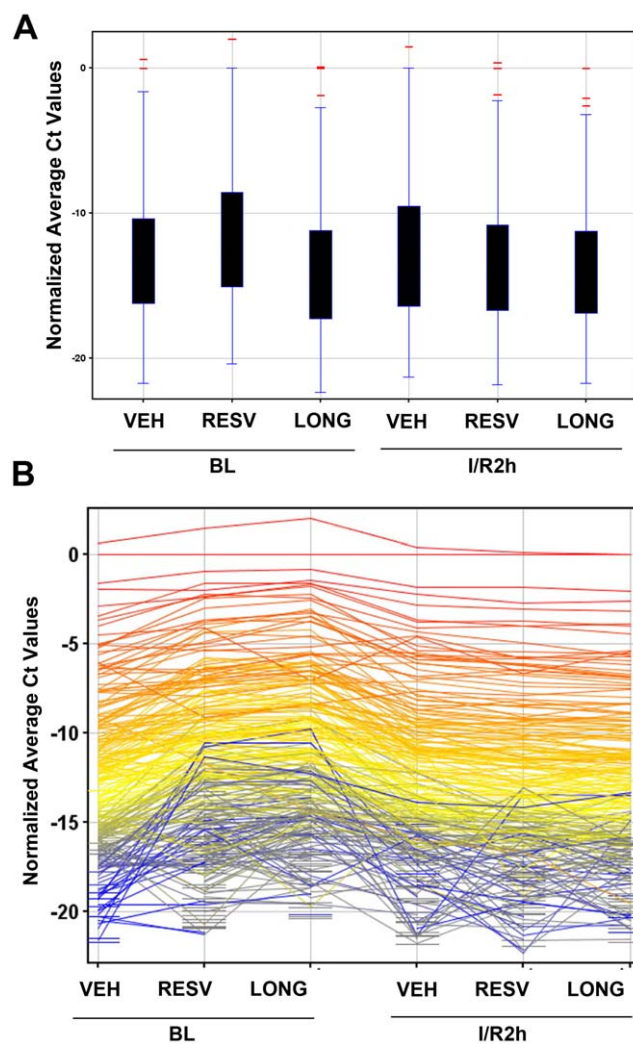 A
Normalized Average Ct Values
0
-10
-20
VEH RESV LONG VEH RESV LONG
BL I/R2h
B
Normalized Average Ct Values
0
-5
-10
-15
-20
VEH RESV LONG VEH RESV LONG
BL I/R2h